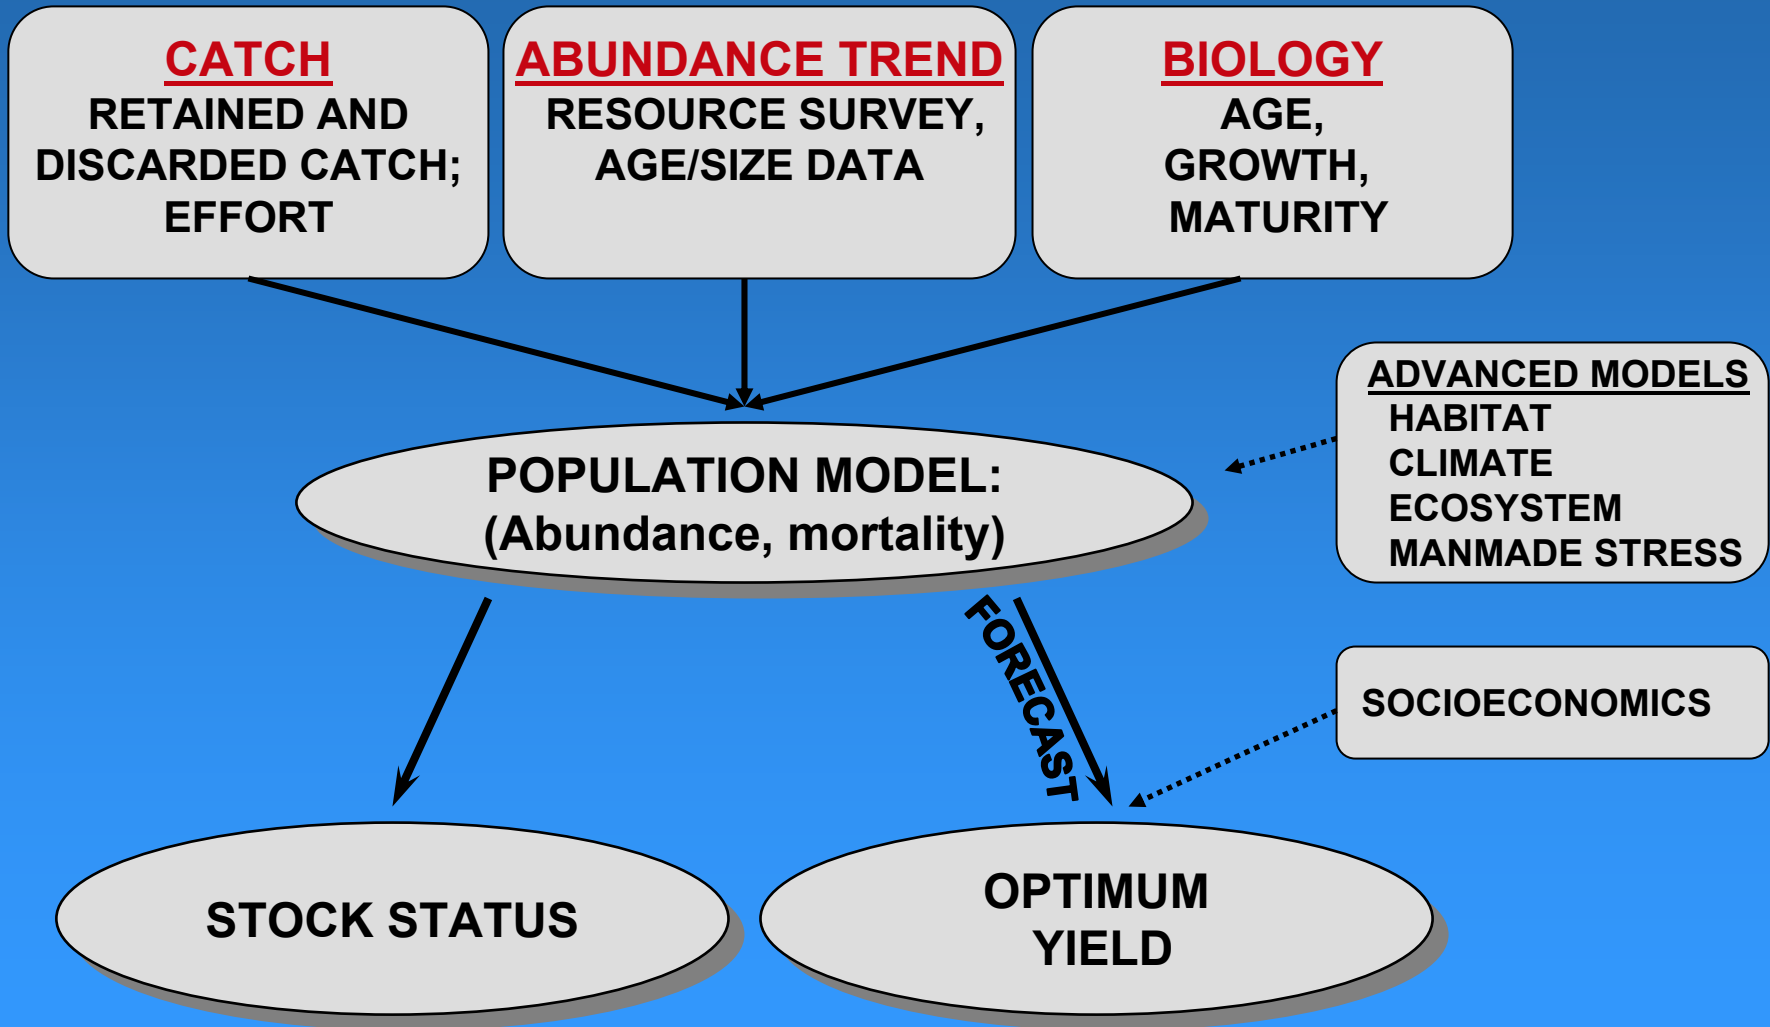 CATCH
RETAINED AND
DISCARDED CATCH;
EFFORT
ABUNDANCE TREND
RESOURCE SURVEY,
AGE/SIZE DATA
BIOLOGY
AGE,
GROWTH,
MATURITY
ADVANCED MODELS
HABITAT
CLIMATE
ECOSYSTEM
MANMADE STRESS
POPULATION MODEL:
(Abundance, mortality)
FORECAST
SOCIOECONOMICS
STOCK STATUS
OPTIMUM
YIELD